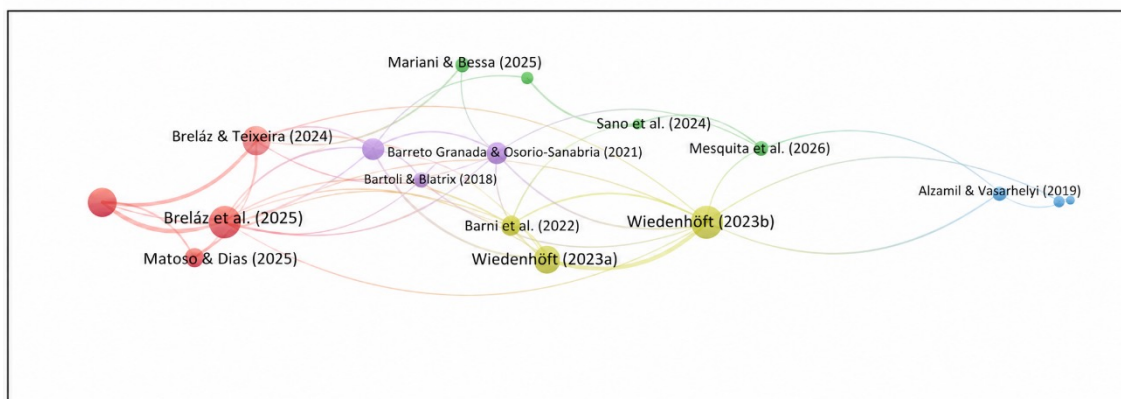 Mariani & Bessa (2025)
Sano et al. (2024)
Breláz & Teixeira (2024)
Barreto Granada & Osorio-Sanabria (2021)
Mesquita et al. (2026)
Bartoli & Blatrix (2018)
Alzamil & Vasarhelyi (2019)
Breláz et al. (2025)
Barni et al. (2022)
Wiedenhöft (2023b)
Matoso & Dias (2025)
Wiedenhöft (2023a)